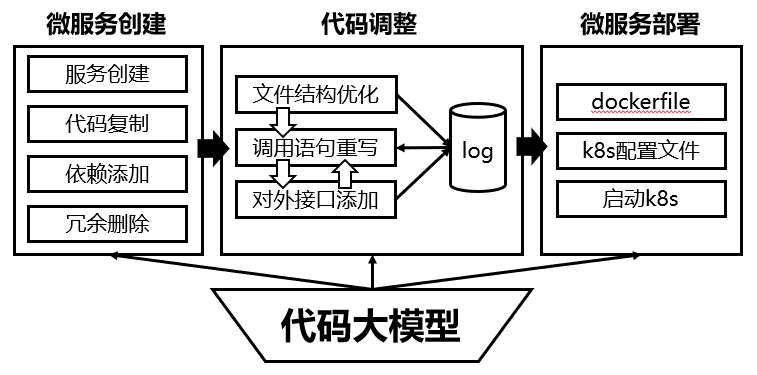 微服务创建
服务创建
代码复制
依赖添加
冗余删除
代码调整
文件结构优化
调用语句重写
对外接口添加
log
微服务部署
dockerfile
k8s配置文件
启动k8s
代码大模型